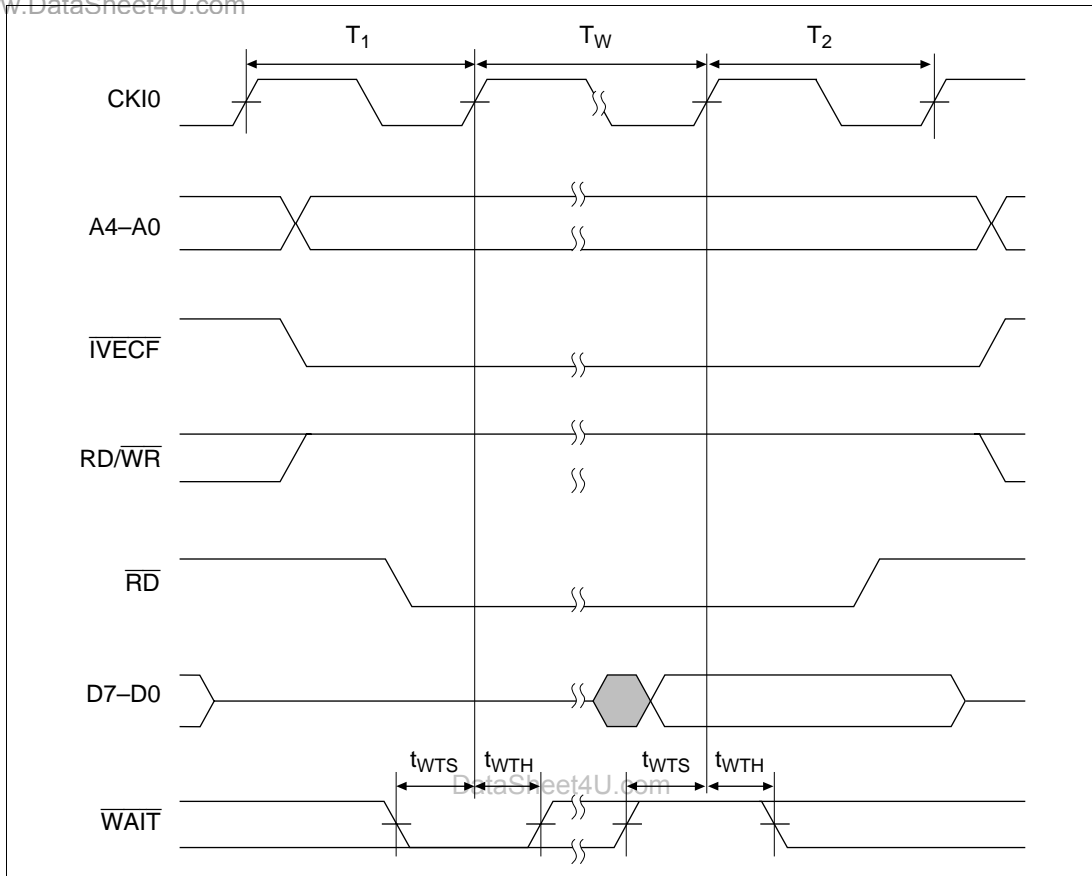 w.DataSheet4U.com
T1 TW T2
CKI0
A4–A0
IVECF
RD/WR
RD
D7–D0
tWTS tWTH tWTS tWTH
DataSheet4U.com
WAIT